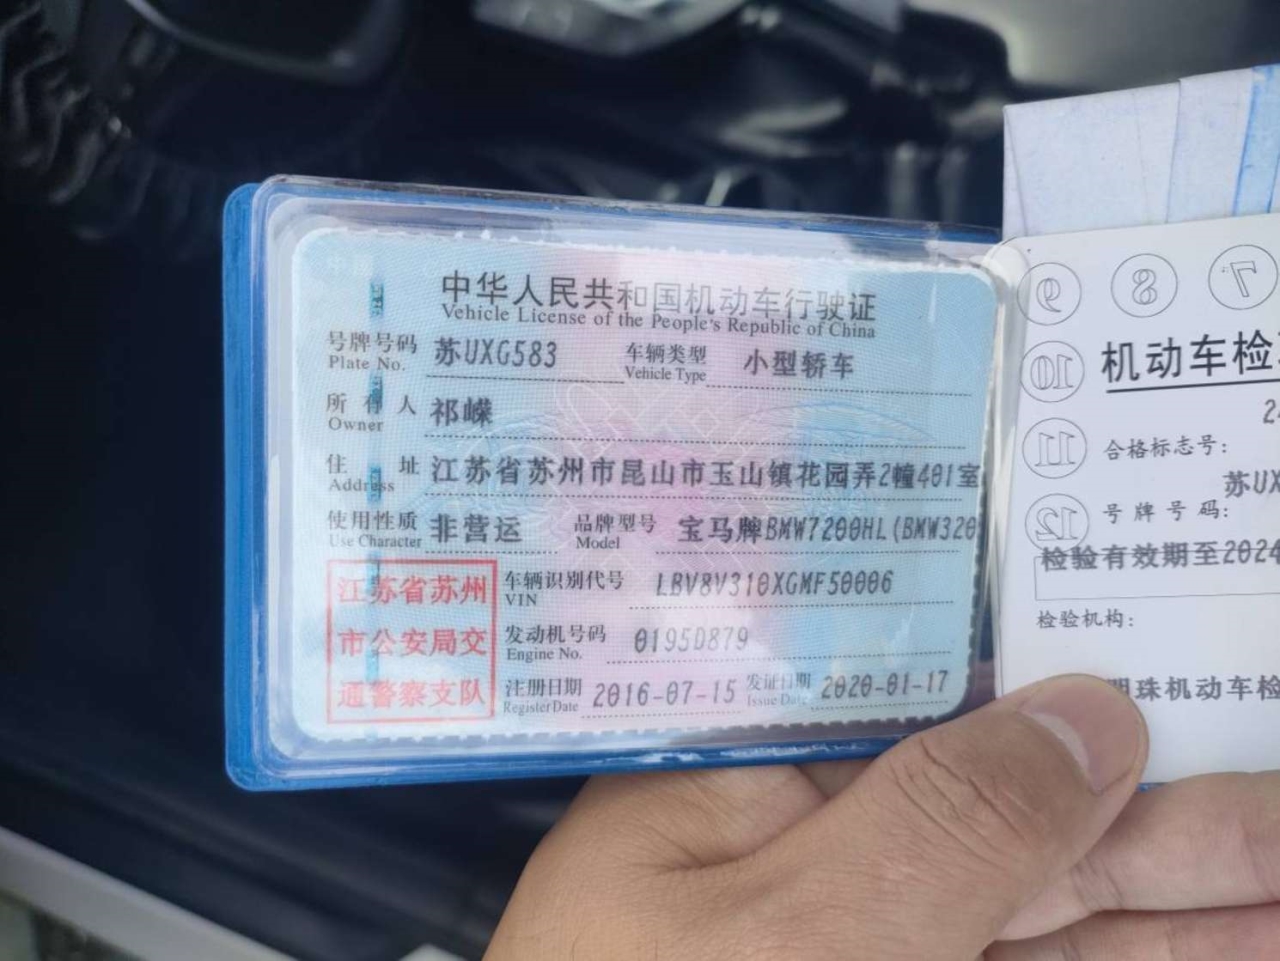 中华人民共和国机动车行驶证
Vehicle License of the People's Republic of China
号牌号码 苏UXG583 车辆类型 小型轿车
Plate No. Vehicle Type
所有人 祁嵘
Owner
住址 江苏省苏州市昆山市玉山镇花园弄2幢401室
Address
使用性质 非营运 品牌型号 宝马牌BMW7200HL(BMW320
Use Character Model
江苏省苏州
市公安局交
通警察支队
车辆识别代号 LBV8V310XGMF50006
VIN
发动机号码 0195D879
Engine No.
注册日期 2016-07-15 发证日期 2020-01-17
Register Date Issue Date
9 8 7
10
11
12
机动车检
2
合格标志号:
苏UX
号牌号码:
检验有效期至2024
检验机构:
明珠机动车检